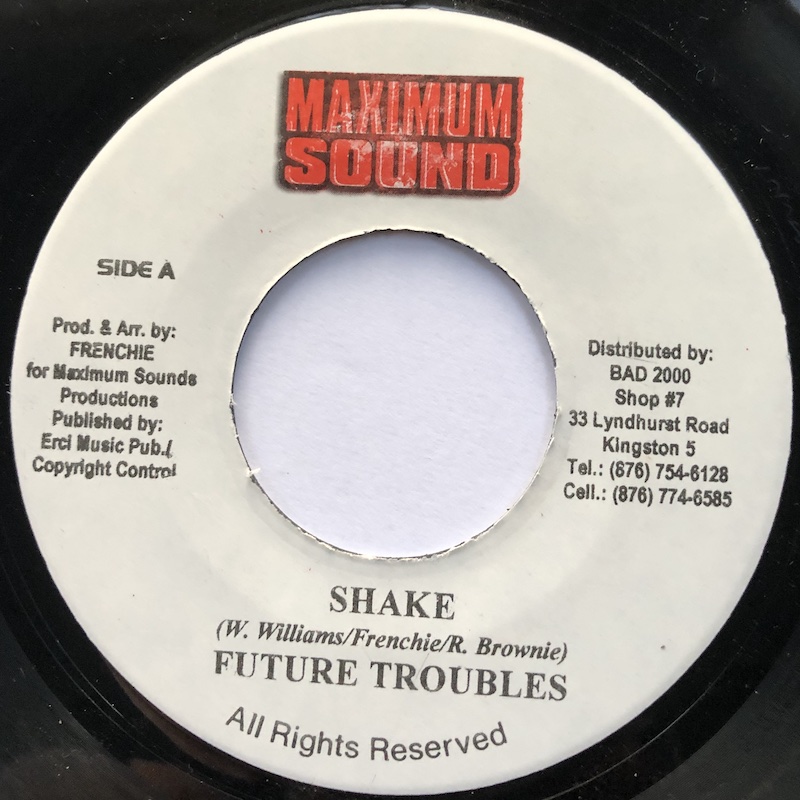 MAXIMUM
SOUND
SIDE A
Prod. & Arr. by:
FRENCHIE
for Maximum Sounds
Productions
Published by:
Erci Music Pub./
Copyright Control
Distributed by:
BAD 2000
Shop #7
33 Lyndhurst Road
Kingston 5
Tel.: (876) 754-6128
Cell.: (876) 774-6585
SHAKE
(W. Williams/Frenchie/R. Brownie)
FUTURE TROUBLES
All Rights Reserved